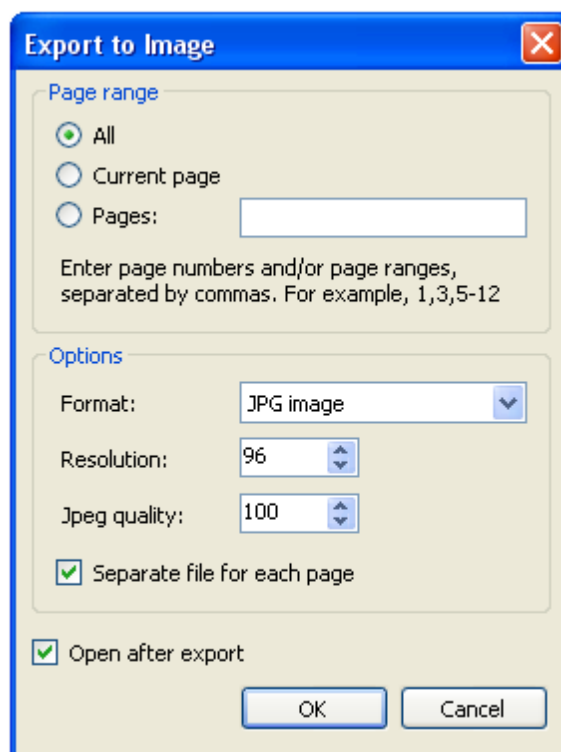 Export to Image
Page range
All
Current page
Pages:
Enter page numbers and/or page ranges,
separated by commas. For example, 1,3,5-12
Options
Format: JPG image
Resolution: 96
Jpeg quality: 100
Separate file for each page
Open after export
OK Cancel